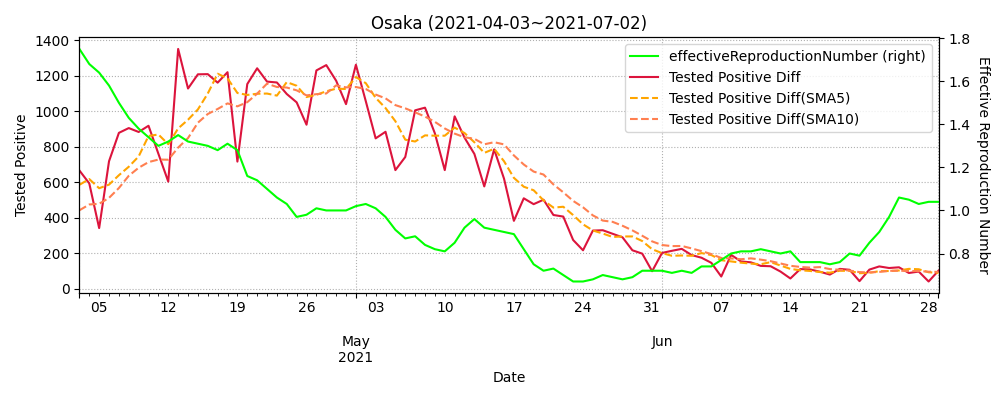 Osaka (2021-04-03~2021-07-02)
1400
1200
1000
800
600
400
200
0
Tested Positive
1.8
1.6
1.4
1.2
1.0
0.8
Effective Reproduction Number
effectiveReproductionNumber (right)
Tested Positive Diff
Tested Positive Diff(SMA5)
Tested Positive Diff(SMA10)
05 12 19 26 03 10 17 24 31 07 14 21 28
May Jun
2021
Date